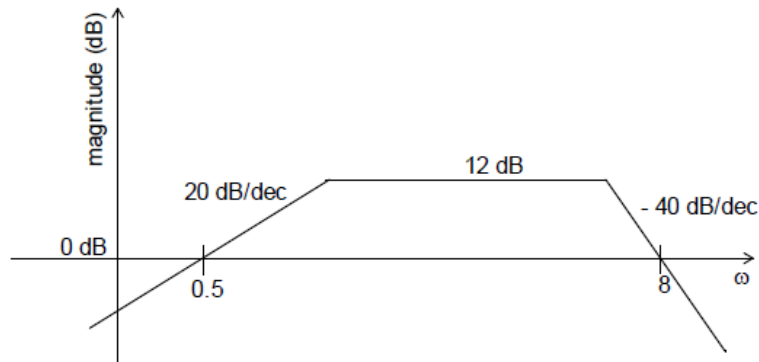 magnitude (dB)
12 dB
20 dB/dec
- 40 dB/dec
0 dB
0.5
8
ω